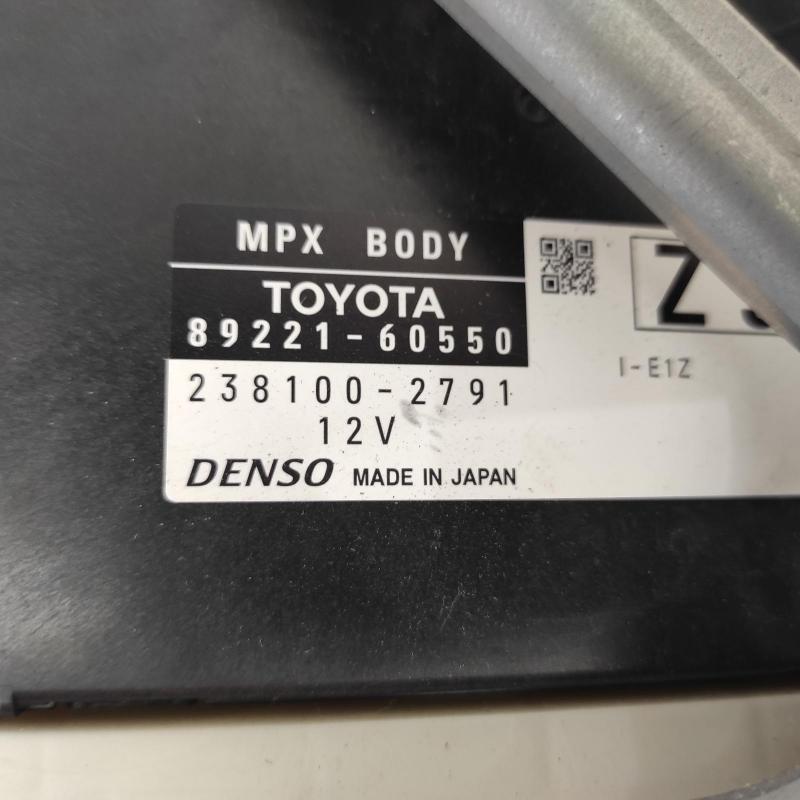 MPX BODY
TOYOTA
89221-60550
238100-2791
12V
DENSO MADE IN JAPAN
Z
I-E1Z